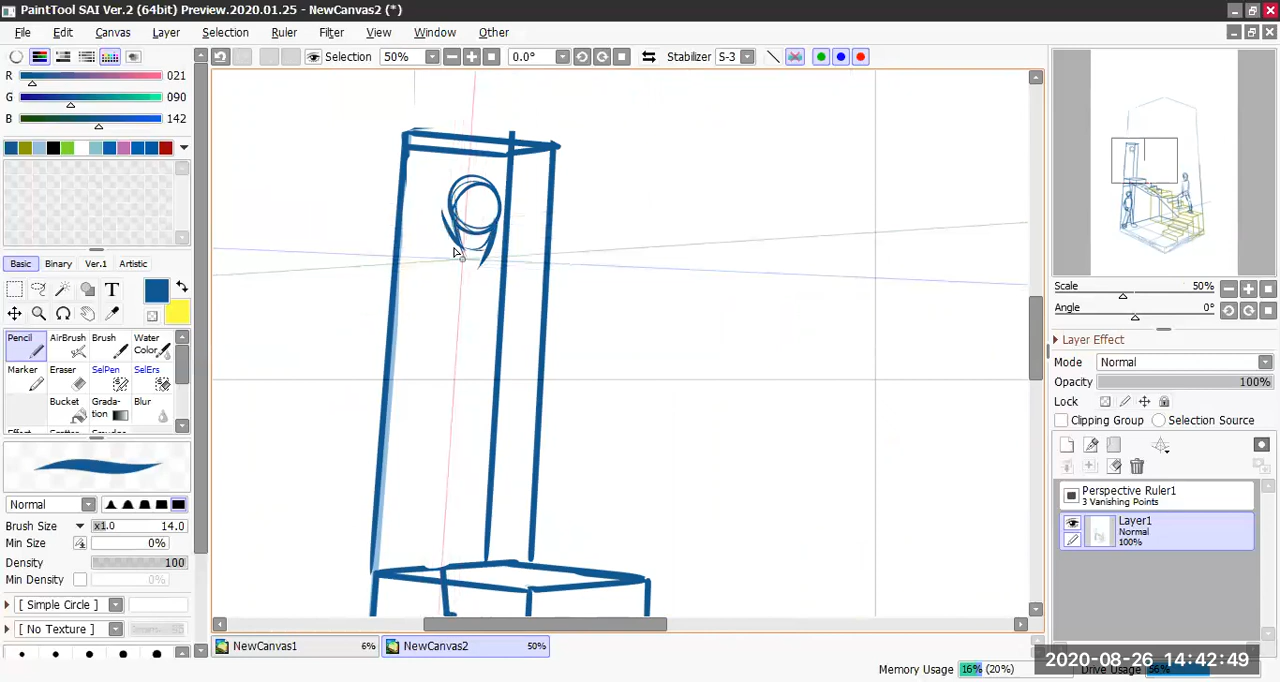 PaintTool SAI Ver.2 (64bit) Preview.2020.01.25 - NewCanvas2 (*)
File Edit Canvas Layer Selection Ruler Filter View Window Other
Selection 50% 0.0° Stabilizer S-3
R 021
G 090
B 142
Basic Binary Ver.1 Artistic
T
Pencil AirBrush Brush Water Color
Marker Eraser SelPen SelErs
Bucket Grada-tion Blur
Normal
Brush Size x1.0 14.0
Min Size 0%
Density 100
Min Density 0%
[ Simple Circle ]
[ No Texture ]
NewCanvas1 6% NewCanvas2 50%
Scale 50%
Angle 0°
Layer Effect
Mode Normal
Opacity 100%
Lock
Clipping Group Selection Source
Perspective Ruler1
3 Vanishing Points
Layer1
Normal
100%
Memory Usage 16% (20%) Drive Usage 56%
2020-08-26 14:42:49